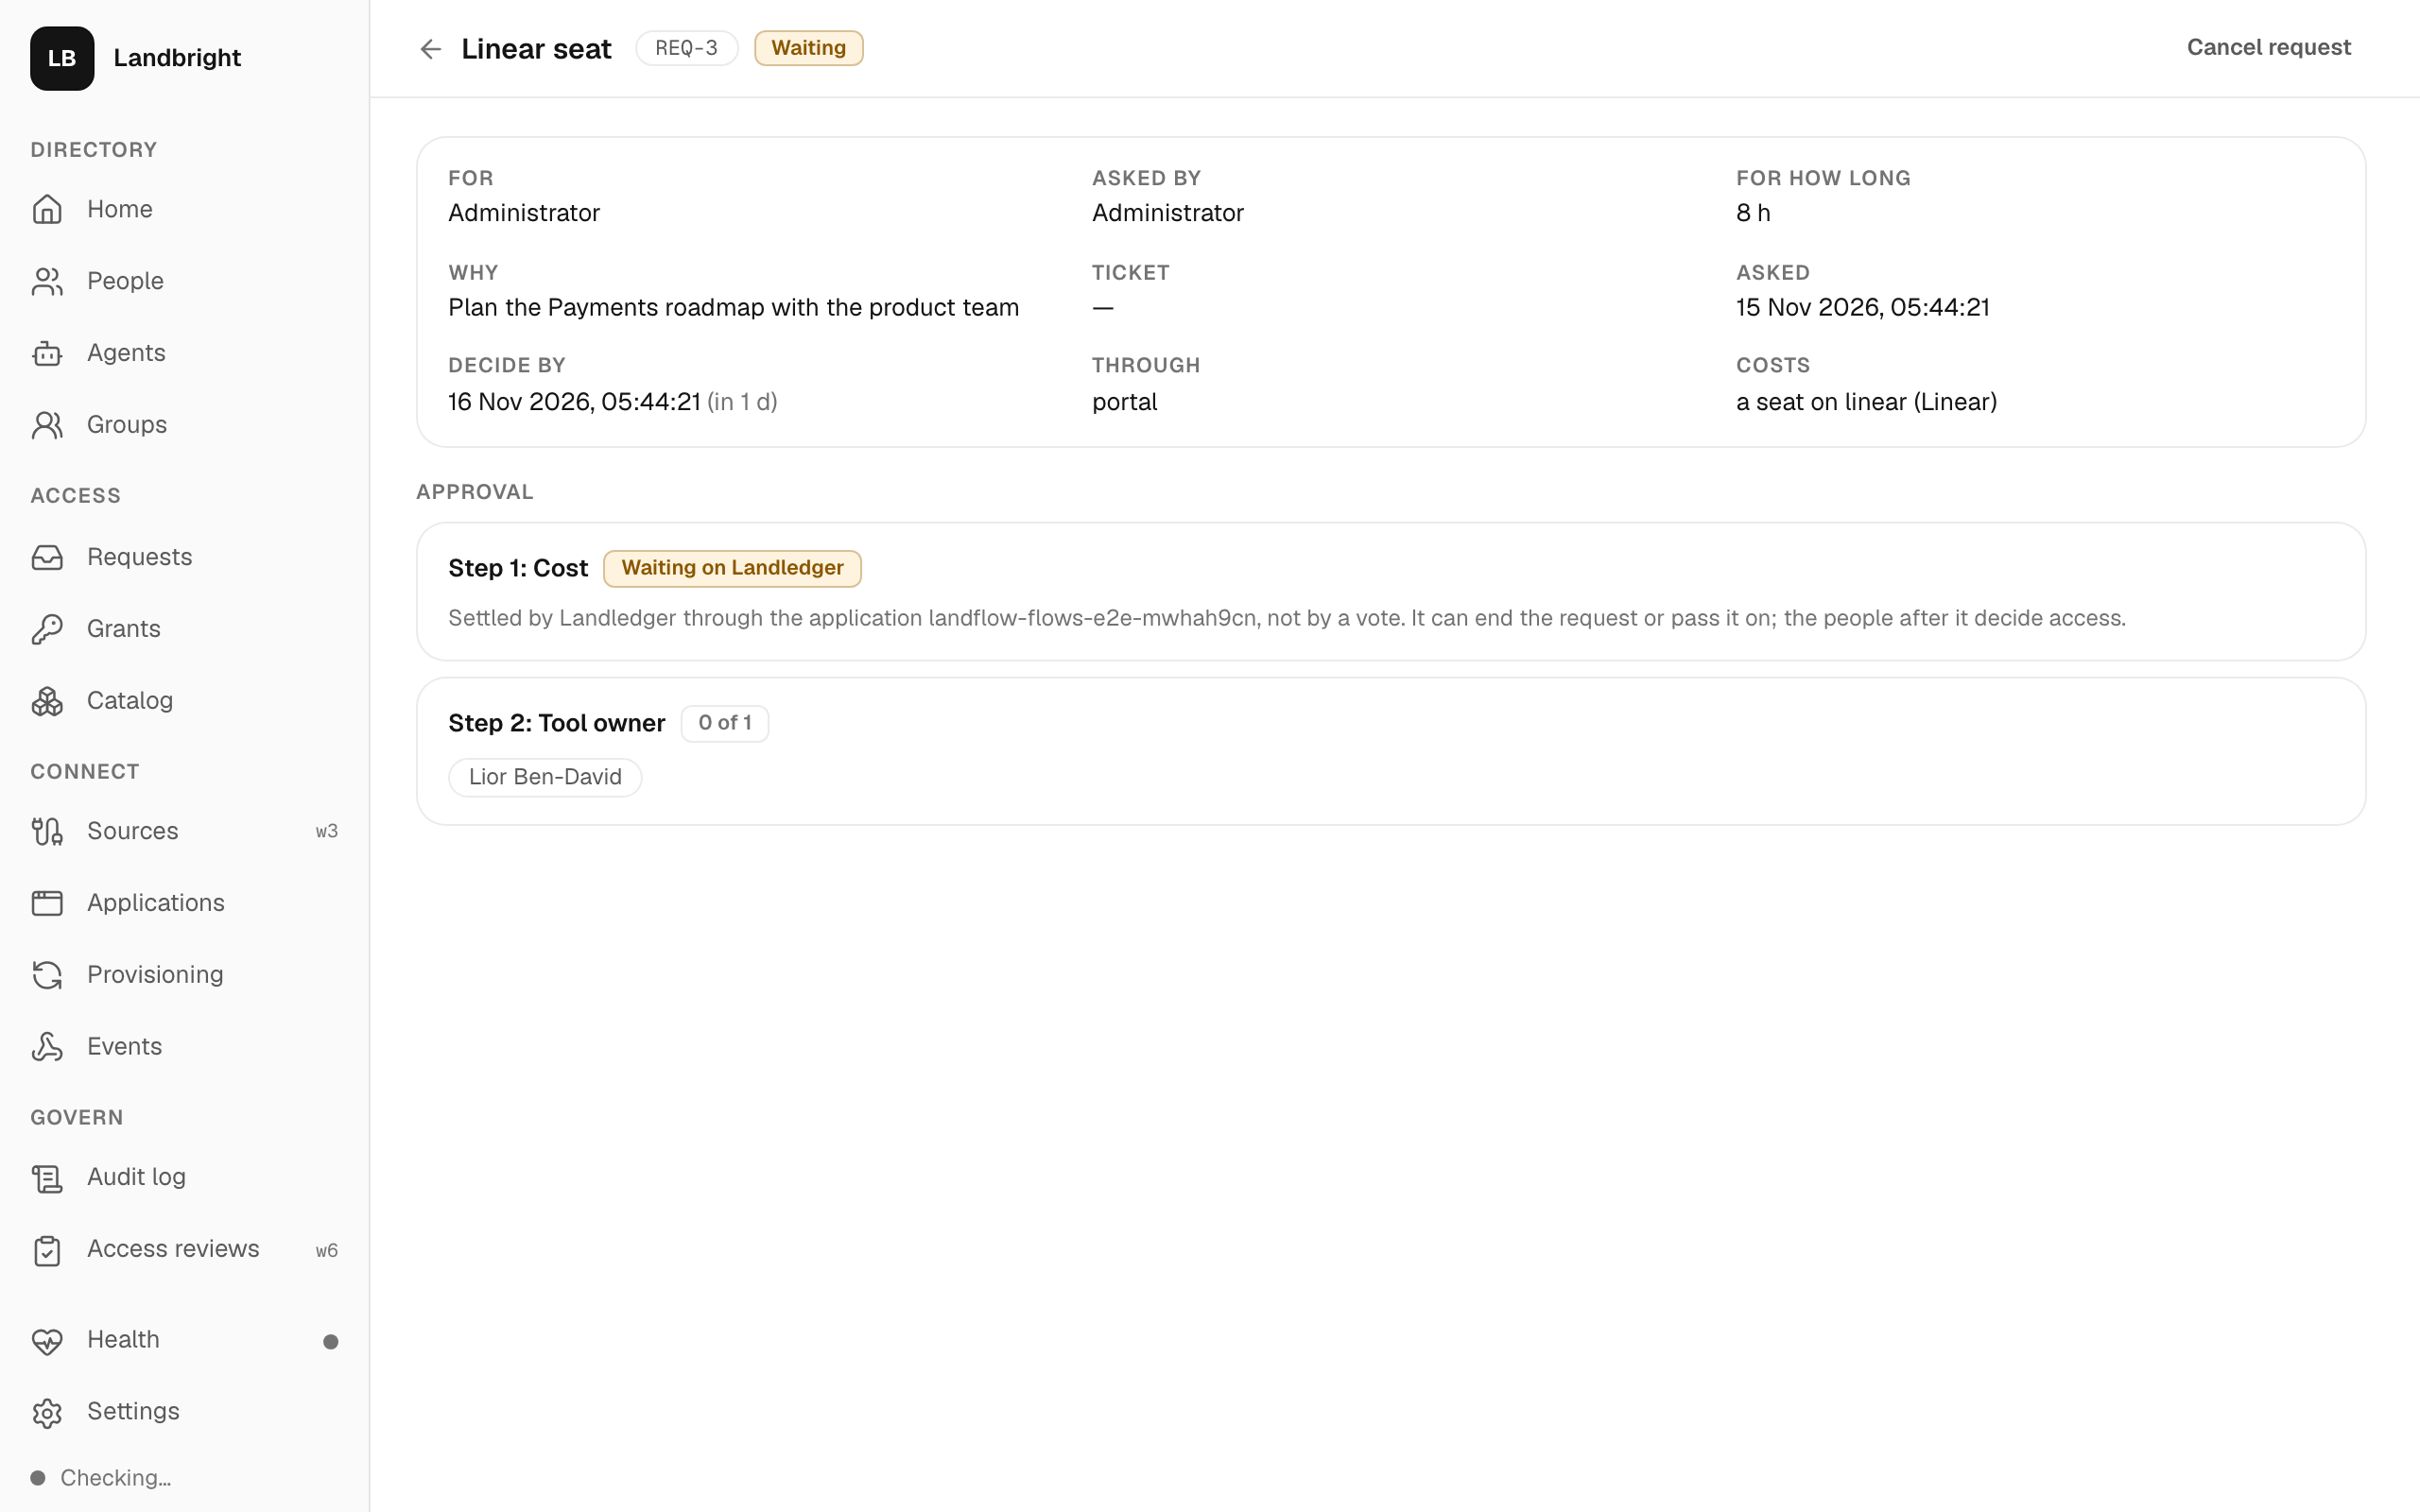 LB
Landbright
DIRECTORY
Home
People
Agents
Groups
ACCESS
Requests
Grants
Catalog
CONNECT
Sources w3
Applications
Provisioning
Events
GOVERN
Audit log
Access reviews w6
Health
Settings
Checking...
Linear seat REQ-3 Waiting
Cancel request
FOR
Administrator
ASKED BY
Administrator
FOR HOW LONG
8 h
WHY
Plan the Payments roadmap with the product team
TICKET
—
ASKED
15 Nov 2026, 05:44:21
DECIDE BY
16 Nov 2026, 05:44:21 (in 1 d)
THROUGH
portal
COSTS
a seat on linear (Linear)
APPROVAL
Step 1: Cost Waiting on Landledger
Settled by Landledger through the application landflow-flows-e2e-mwhah9cn, not by a vote. It can end the request or pass it on; the people after it decide access.
Step 2: Tool owner 0 of 1
Lior Ben-David